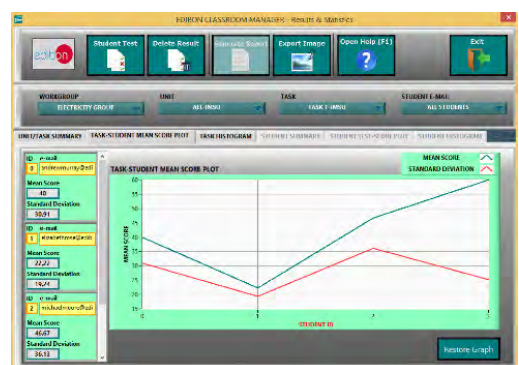 EDIBON CLASSROOM MANAGER - Results & Statistics
edibon
Student Test
Delete Result
Generate Report
Export Image
Open Help (F1)
Exit
WORKGROUP
UNIT
TASK
STUDENT E-MAIL
ELECTRICITY GROUP
ALL STUDENTS
UNIT/TASK SUMMARY
TASK-STUDENT MEAN SCORE PLOT
TASK HISTOGRAM
STUDENT SUMMARY
STUDENT TEST-SCORE PLOT
STUDENT HISTOGRAMS
ID e-mail
0
Mean Score
40
Standard Deviation
30,91
ID e-mail
1
Mean Score
22,22
Standard Deviation
19,24
ID e-mail
2
Mean Score
46,67
Standard Deviation
36,13
TASK-STUDENT MEAN SCORE PLOT
MEAN SCORE
STANDARD DEVIATION
MEAN SCORE
60
55
50
45
40
35
30
25
20
15
0
1
2
3
STUDENT ID
Restore Graph